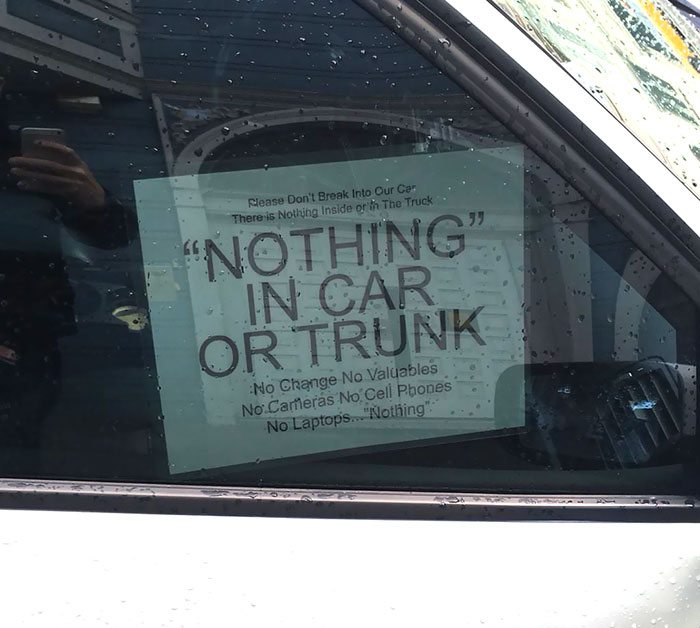 Please Don't Break Into Our Car
There is Nothing Inside or in The Truck
"NOTHING"
IN CAR
OR TRUNK
No Change No Valuables
No Cameras No Cell Phones
No Laptops... "Nothing"